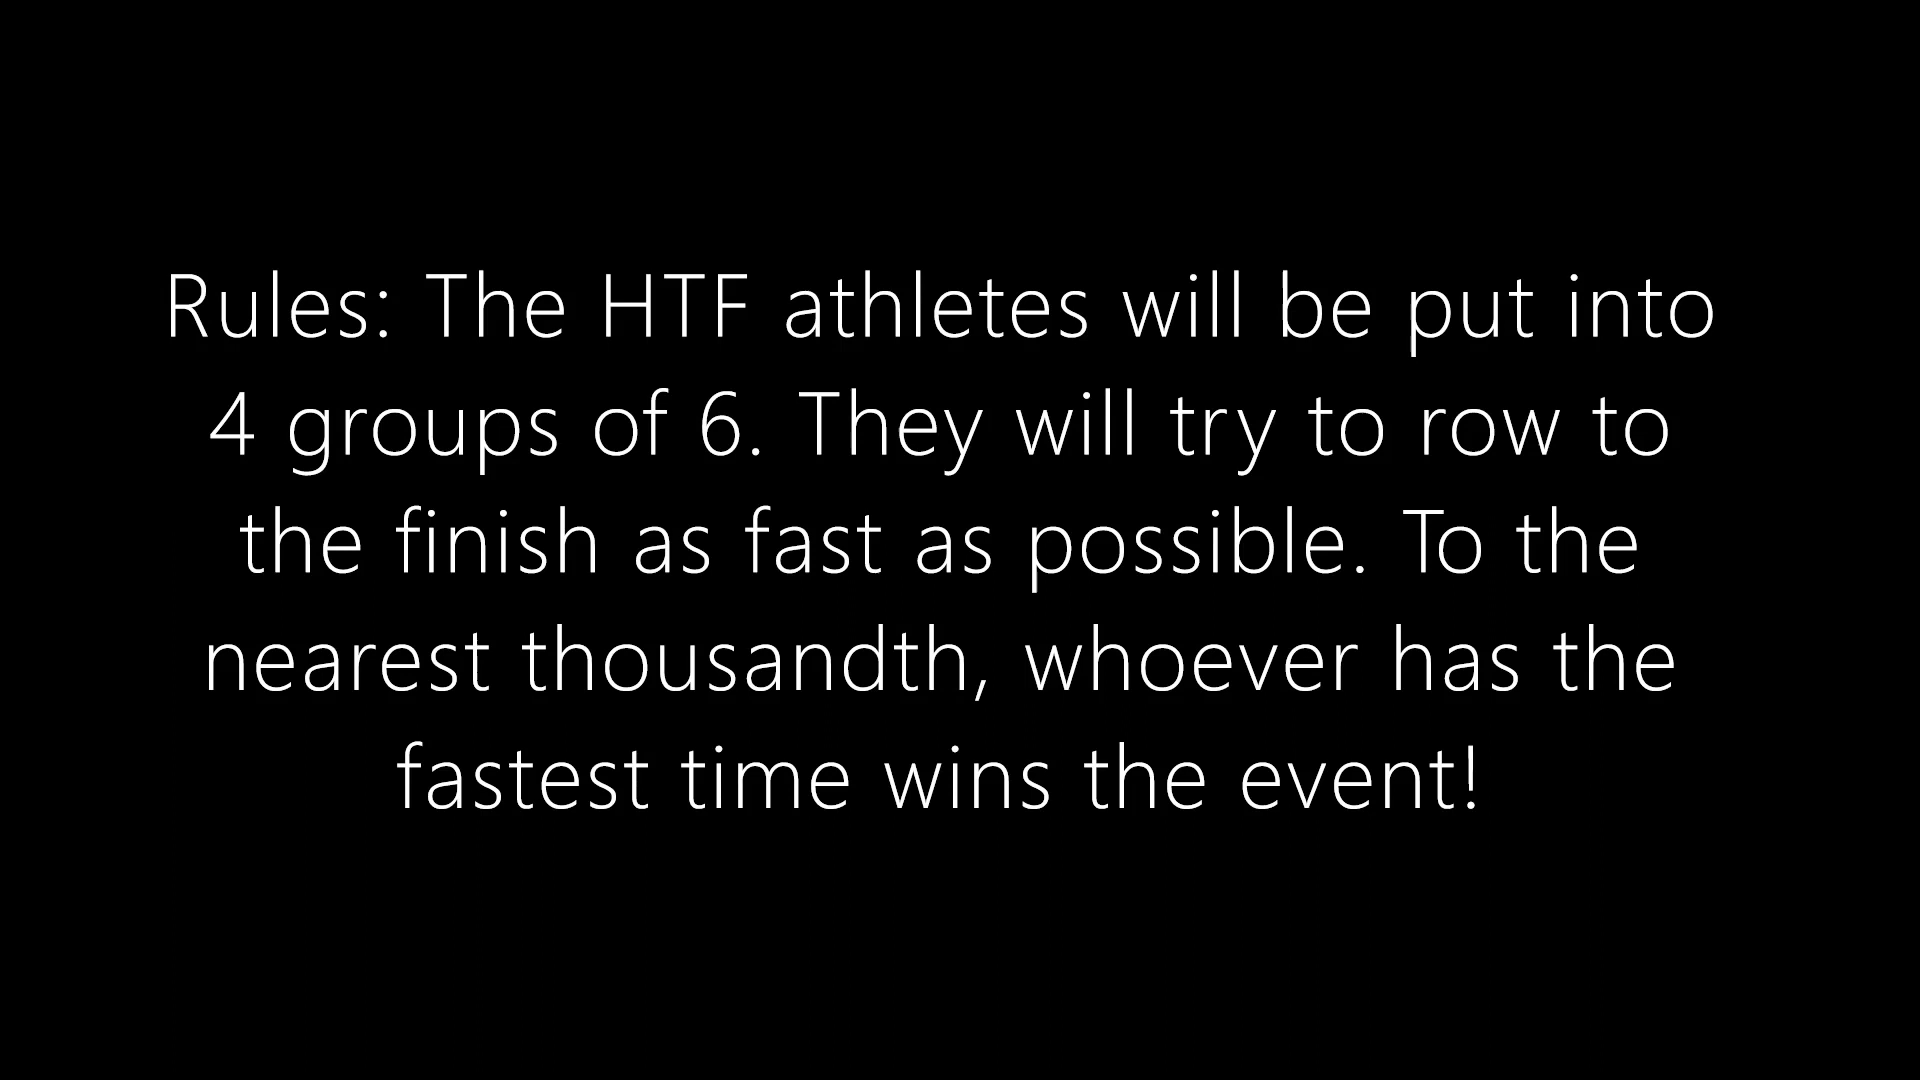 Rules: The HTF athletes will be put into
4 groups of 6. They will try to row to
the finish as fast as possible. To the
nearest thousandth, whoever has the
fastest time wins the event!